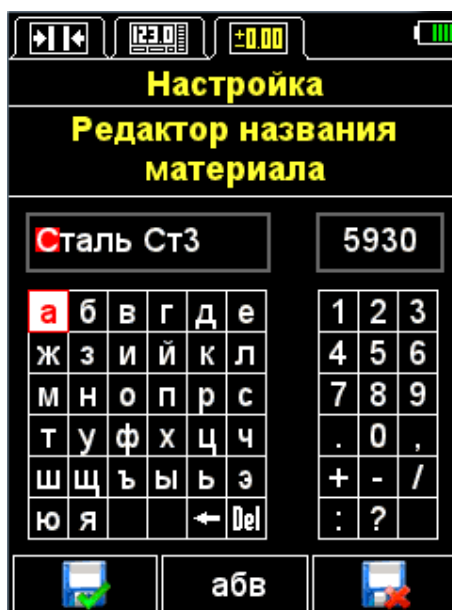 123.0 ±0.00
Настройка
Редактор названия
материала
Сталь Ст3 5930
а б в г д е 1 2 3
ж з и й к л 4 5 6
м н о п р с 7 8 9
т у ф х ц ч . 0 ,
ш щ ъ ы ь э + - /
ю я ← Del : ?
абв